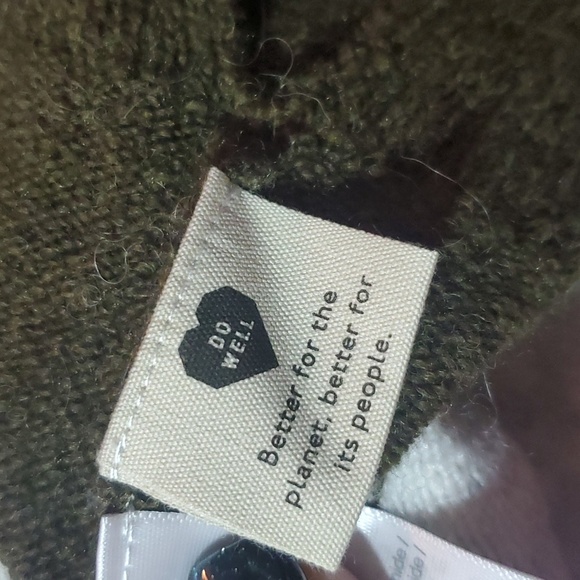 DO
WELL
Better for the
planet, better for
its people.